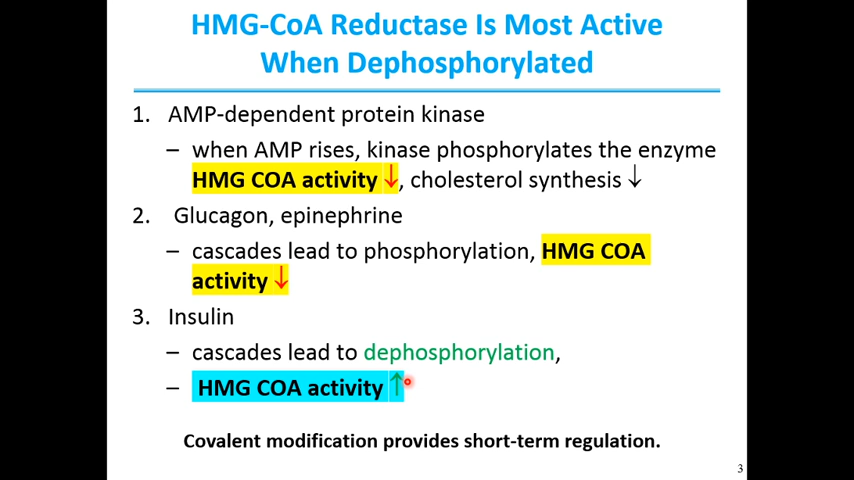 HMG-CoA Reductase Is Most Active
When Dephosphorylated
1. AMP-dependent protein kinase
– when AMP rises, kinase phosphorylates the enzyme
HMG COA activity ↓, cholesterol synthesis ↓
2. Glucagon, epinephrine
– cascades lead to phosphorylation, HMG COA
activity ↓
3. Insulin
– cascades lead to dephosphorylation,
– HMG COA activity ↑
Covalent modification provides short-term regulation.
3